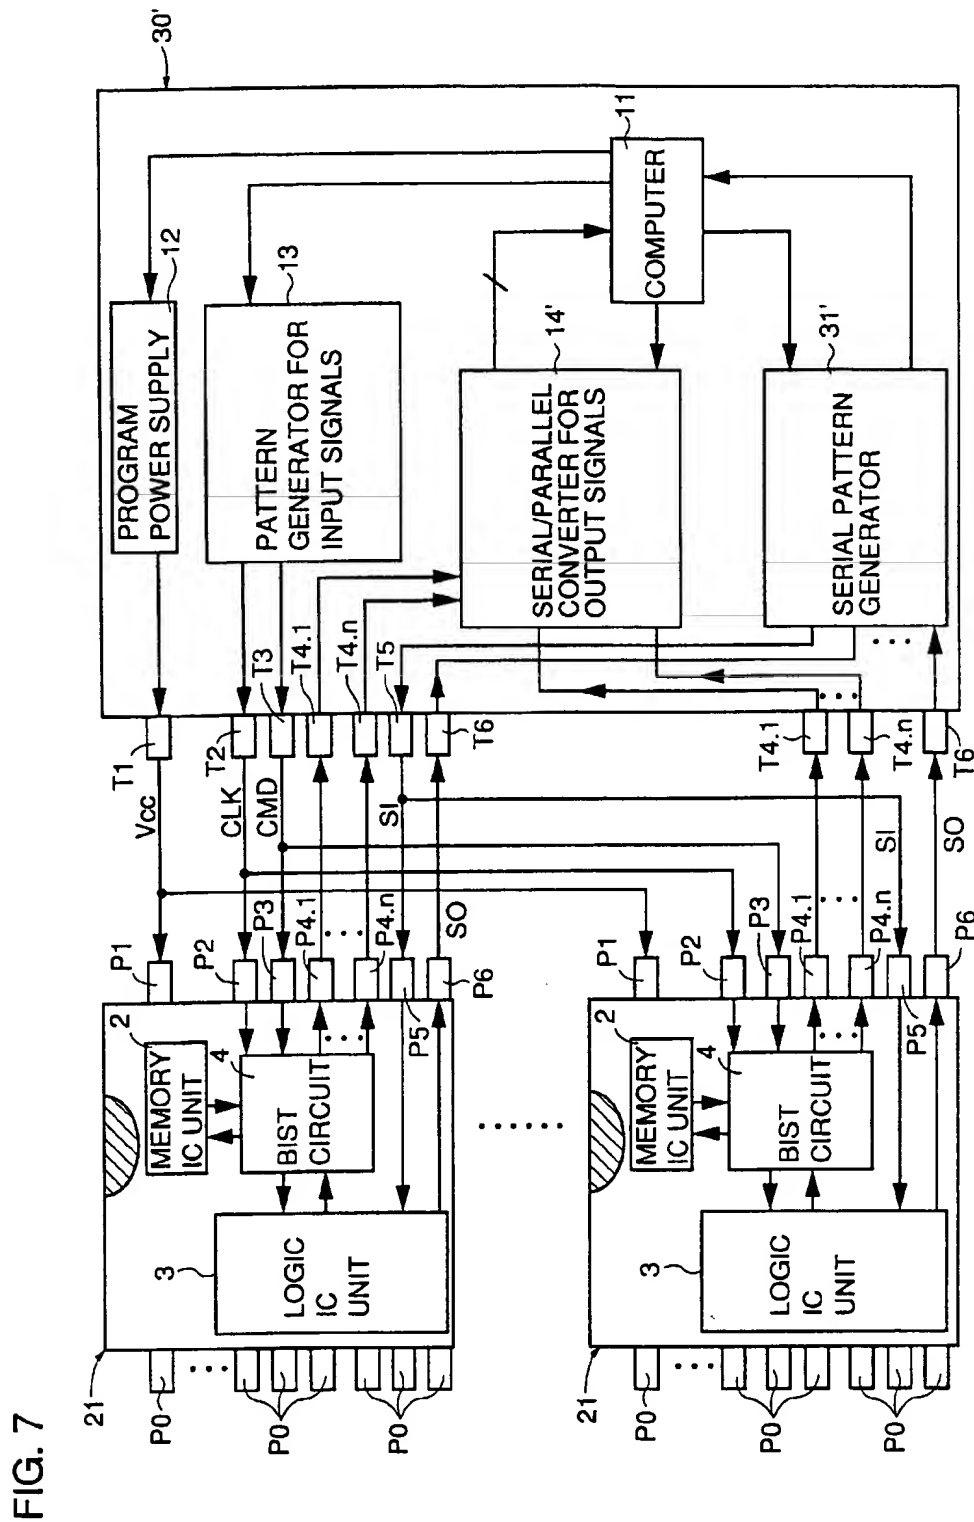 FIG. 7
30'
PROGRAM
POWER SUPPLY
12
PATTERN
GENERATOR FOR
INPUT SIGNALS
13
SERIAL/PARALLEL
CONVERTER FOR
OUTPUT SIGNALS
14'
COMPUTER
11
SERIAL PATTERN
GENERATOR
31'
T1
T2
T3
T4.1
T4.n
T5
T6
T4.1
T4.n
T6
Vcc
CLK
CMD
SI
SO
SI
SO
P1
P2
P3
P4.1
P4.n
P5
P6
P1
P2
P3
P4.1
P4.n
P5
P6
21
MEMORY
IC UNIT
2
BIST
CIRCUIT
4
LOGIC
IC
UNIT
3
P0
P0
P0
21
MEMORY
IC UNIT
2
BIST
CIRCUIT
4
LOGIC
IC
UNIT
3
P0
P0
P0